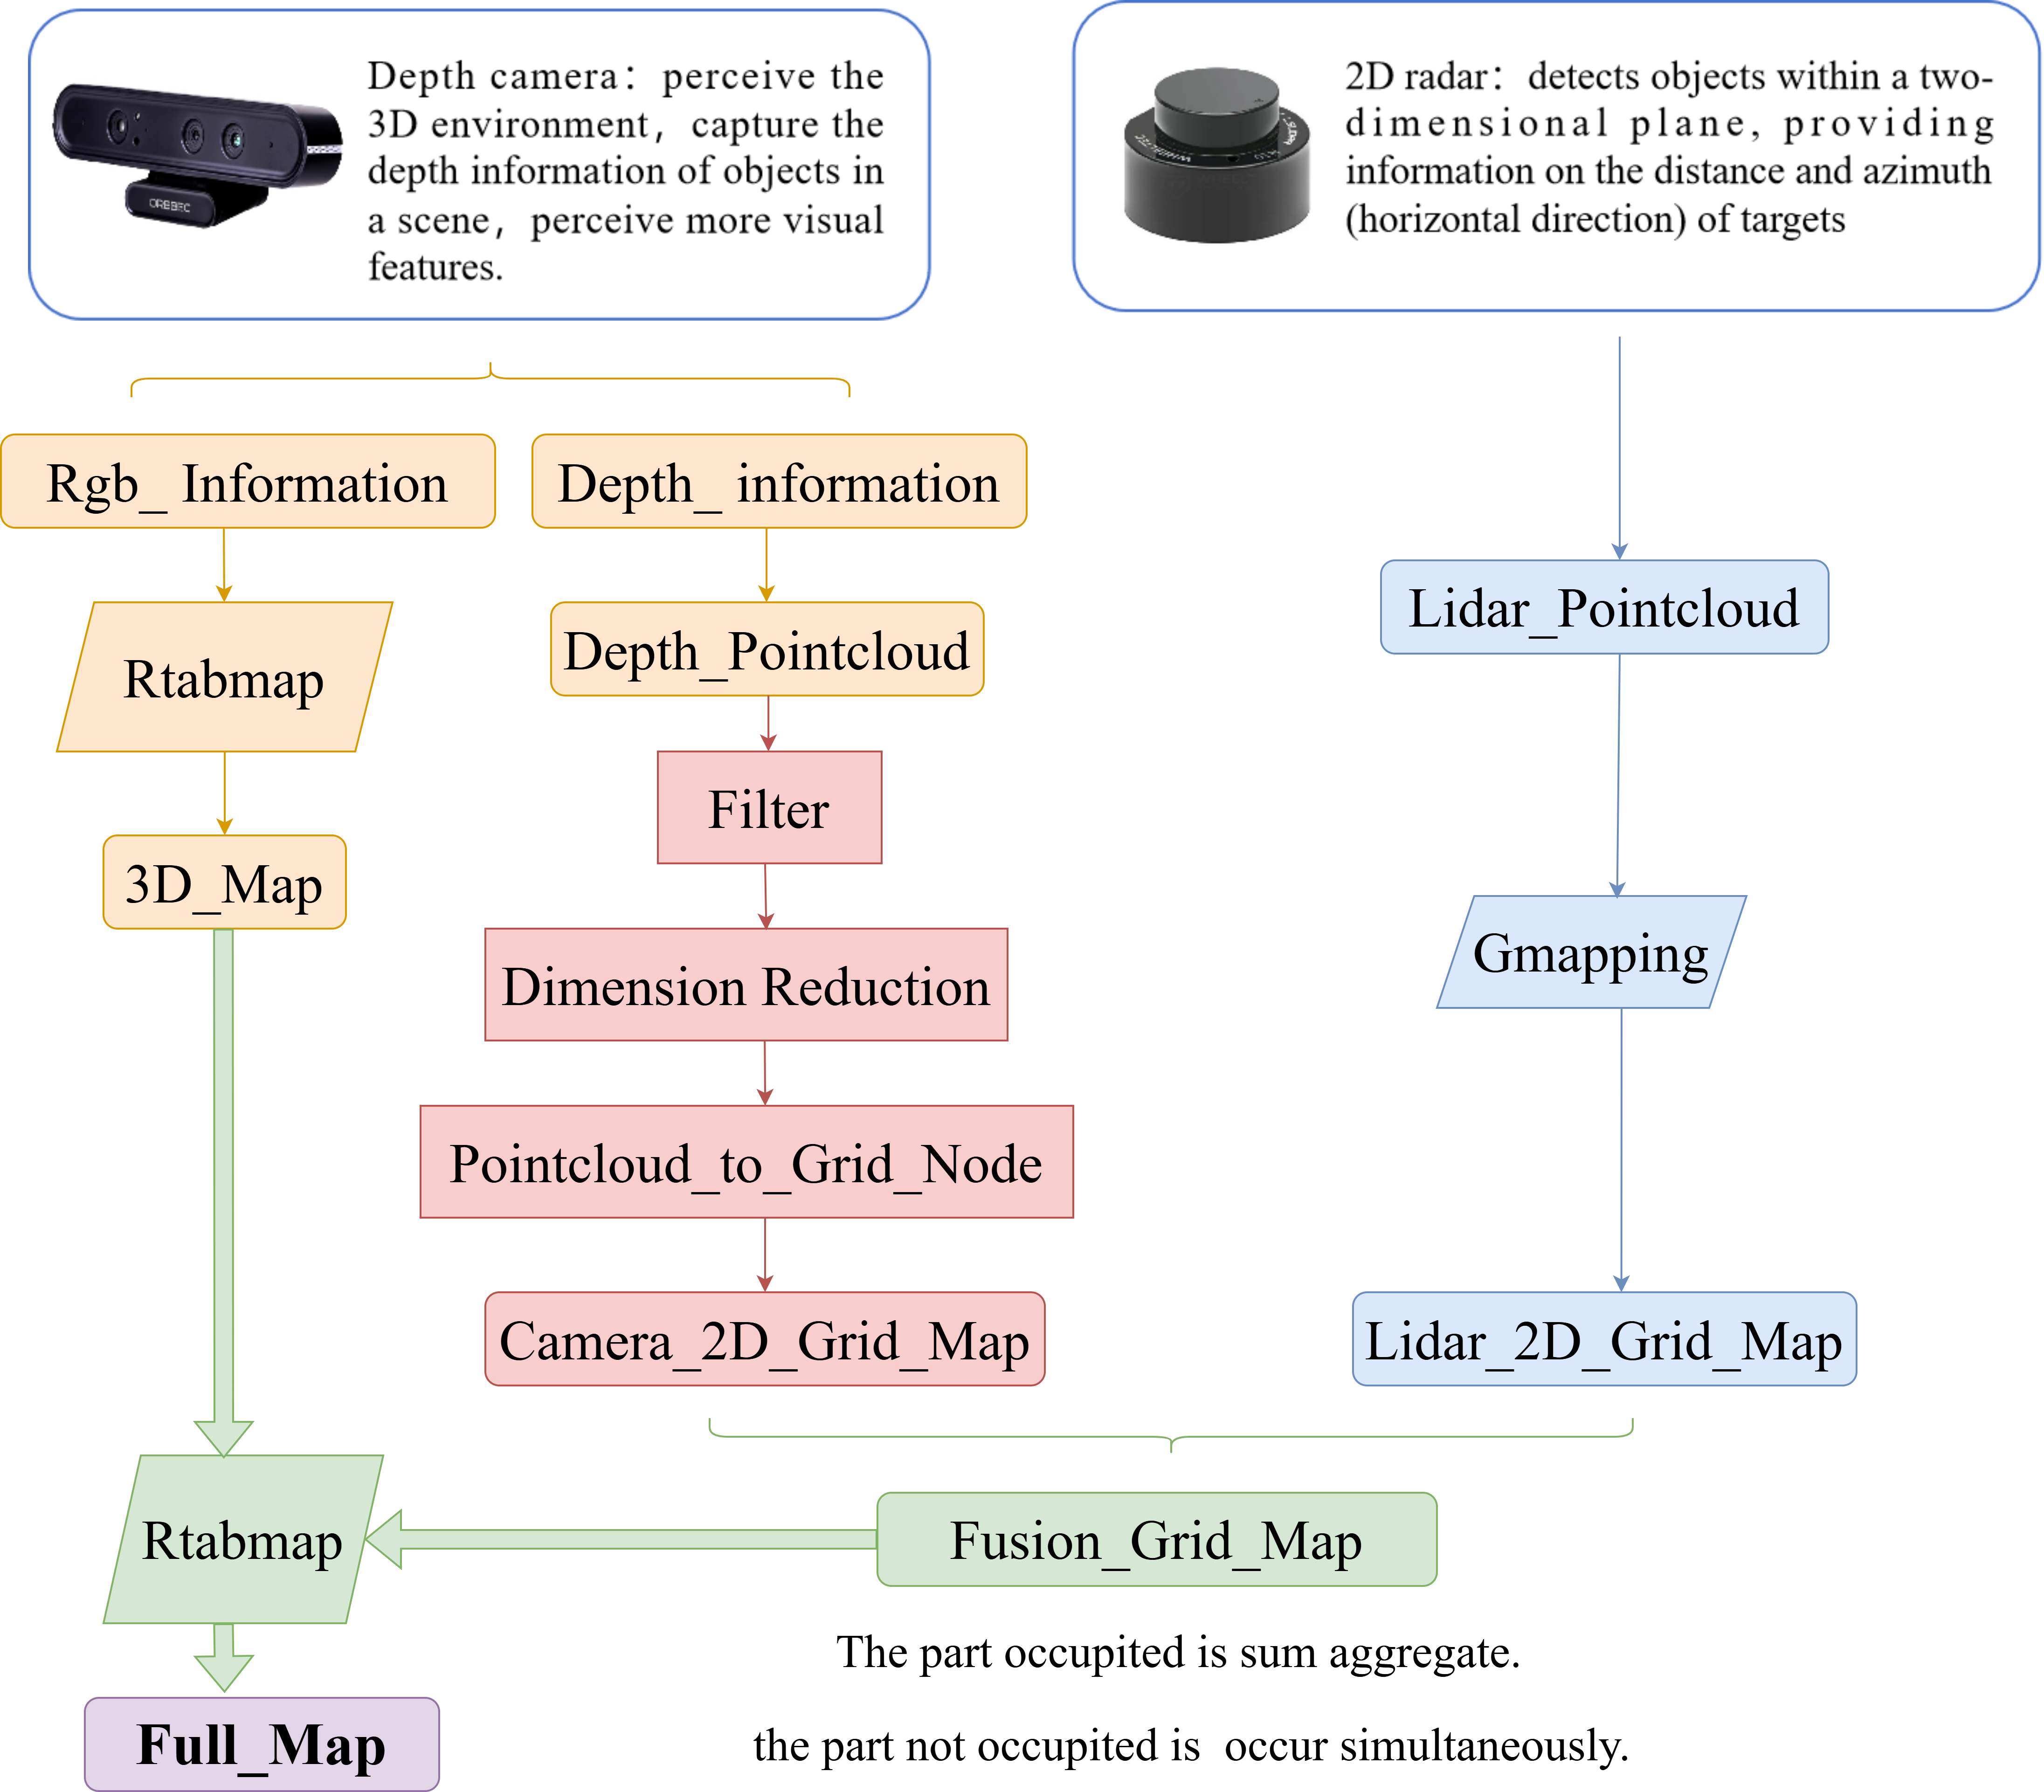 Depth camera：perceive the
3D environment，capture the
depth information of objects in
a scene，perceive more visual
features.
ORBBEC
2D radar：detects objects within a two-
dimensional plane, providing
information on the distance and azimuth
(horizontal direction) of targets
Rgb_ Information
Depth_ information
Rtabmap
Depth_Pointcloud
Lidar_Pointcloud
Filter
3D_Map
Dimension Reduction
Gmapping
Pointcloud_to_Grid_Node
Camera_2D_Grid_Map
Lidar_2D_Grid_Map
Rtabmap
Fusion_Grid_Map
The part occupited is sum aggregate.
the part not occupited is  occur simultaneously.
Full_Map